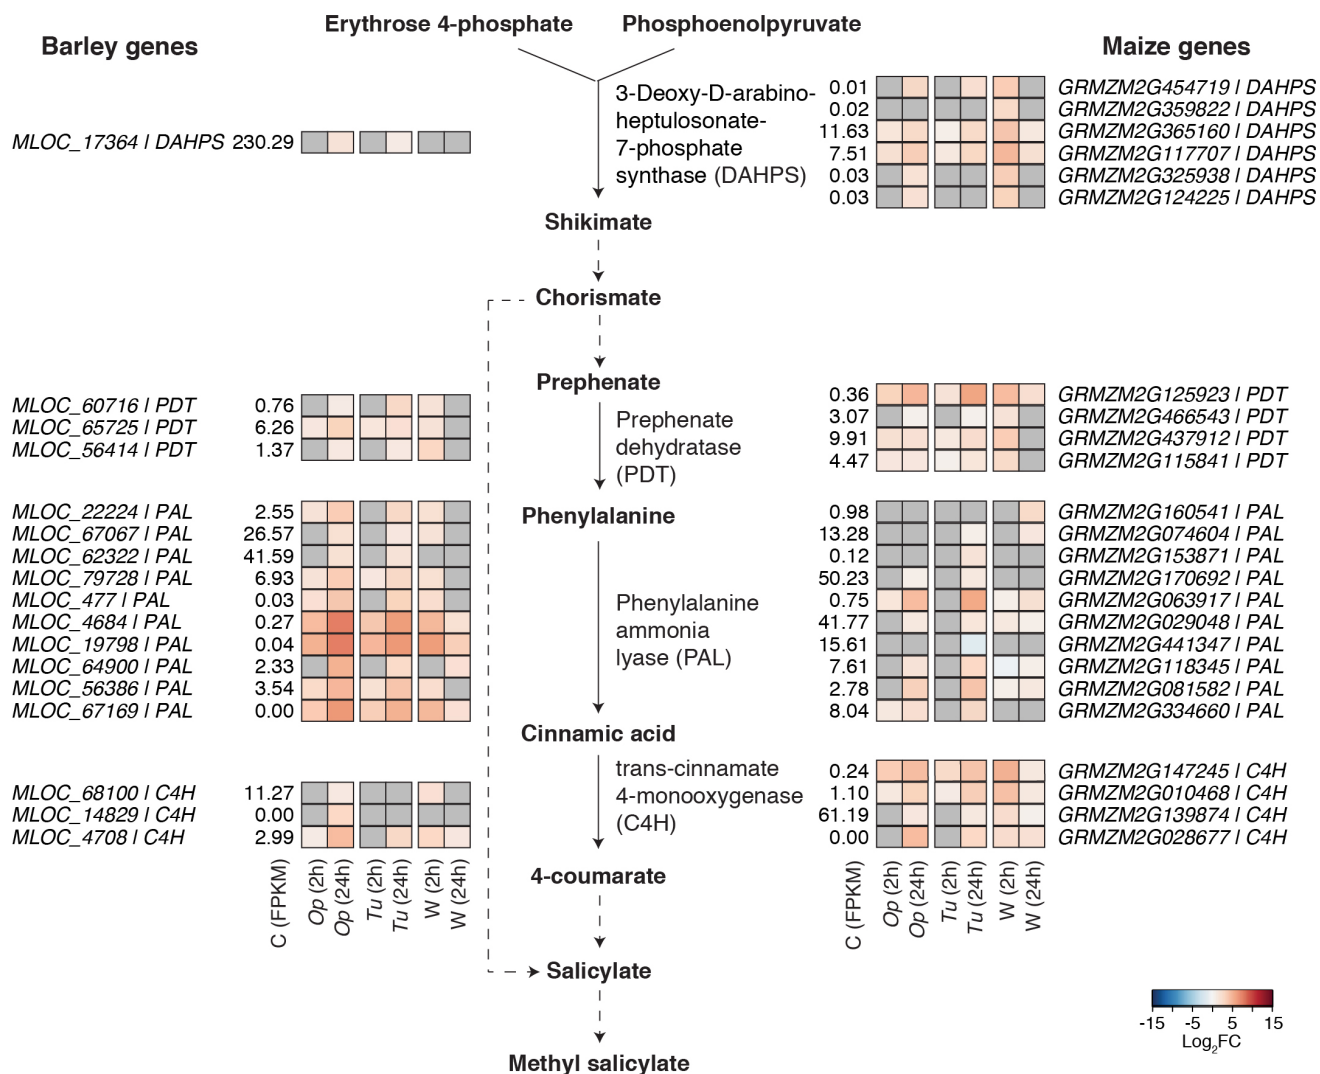 Erythrose 4-phosphate
Phosphoenolpyruvate
Barley genes
Maize genes
3-Deoxy-D-arabino-
heptulosonate-
7-phosphate
synthase (DAHPS)
MLOC_17364 | DAHPS 230.29
0.01 GRMZM2G454719 | DAHPS
0.02 GRMZM2G359822 | DAHPS
11.63 GRMZM2G365160 | DAHPS
7.51 GRMZM2G117707 | DAHPS
0.03 GRMZM2G325938 | DAHPS
0.03 GRMZM2G124225 | DAHPS
Shikimate
Chorismate
Prephenate
MLOC_60716 | PDT 0.76
MLOC_65725 | PDT 6.26
MLOC_56414 | PDT 1.37
Prephenate
dehydratase
(PDT)
0.36 GRMZM2G125923 | PDT
3.07 GRMZM2G466543 | PDT
9.91 GRMZM2G437912 | PDT
4.47 GRMZM2G115841 | PDT
Phenylalanine
MLOC_22224 | PAL 2.55
MLOC_67067 | PAL 26.57
MLOC_62322 | PAL 41.59
MLOC_79728 | PAL 6.93
MLOC_477 | PAL 0.03
MLOC_4684 | PAL 0.27
MLOC_19798 | PAL 0.04
MLOC_64900 | PAL 2.33
MLOC_56386 | PAL 3.54
MLOC_67169 | PAL 0.00
Phenylalanine
ammonia
lyase (PAL)
0.98 GRMZM2G160541 | PAL
13.28 GRMZM2G074604 | PAL
0.12 GRMZM2G153871 | PAL
50.23 GRMZM2G170692 | PAL
0.75 GRMZM2G063917 | PAL
41.77 GRMZM2G029048 | PAL
15.61 GRMZM2G441347 | PAL
7.61 GRMZM2G118345 | PAL
2.78 GRMZM2G081582 | PAL
8.04 GRMZM2G334660 | PAL
Cinnamic acid
MLOC_68100 | C4H 11.27
MLOC_14829 | C4H 0.00
MLOC_4708 | C4H 2.99
trans-cinnamate
4-monooxygenase
(C4H)
0.24 GRMZM2G147245 | C4H
1.10 GRMZM2G010468 | C4H
61.19 GRMZM2G139874 | C4H
0.00 GRMZM2G028677 | C4H
C (FPKM)
Op (2h)
Op (24h)
Tu (2h)
Tu (24h)
W (2h)
W (24h)
C (FPKM)
Op (2h)
Op (24h)
Tu (2h)
Tu (24h)
W (2h)
W (24h)
4-coumarate
Salicylate
Methyl salicylate
-15 -5 5 15
Log2FC